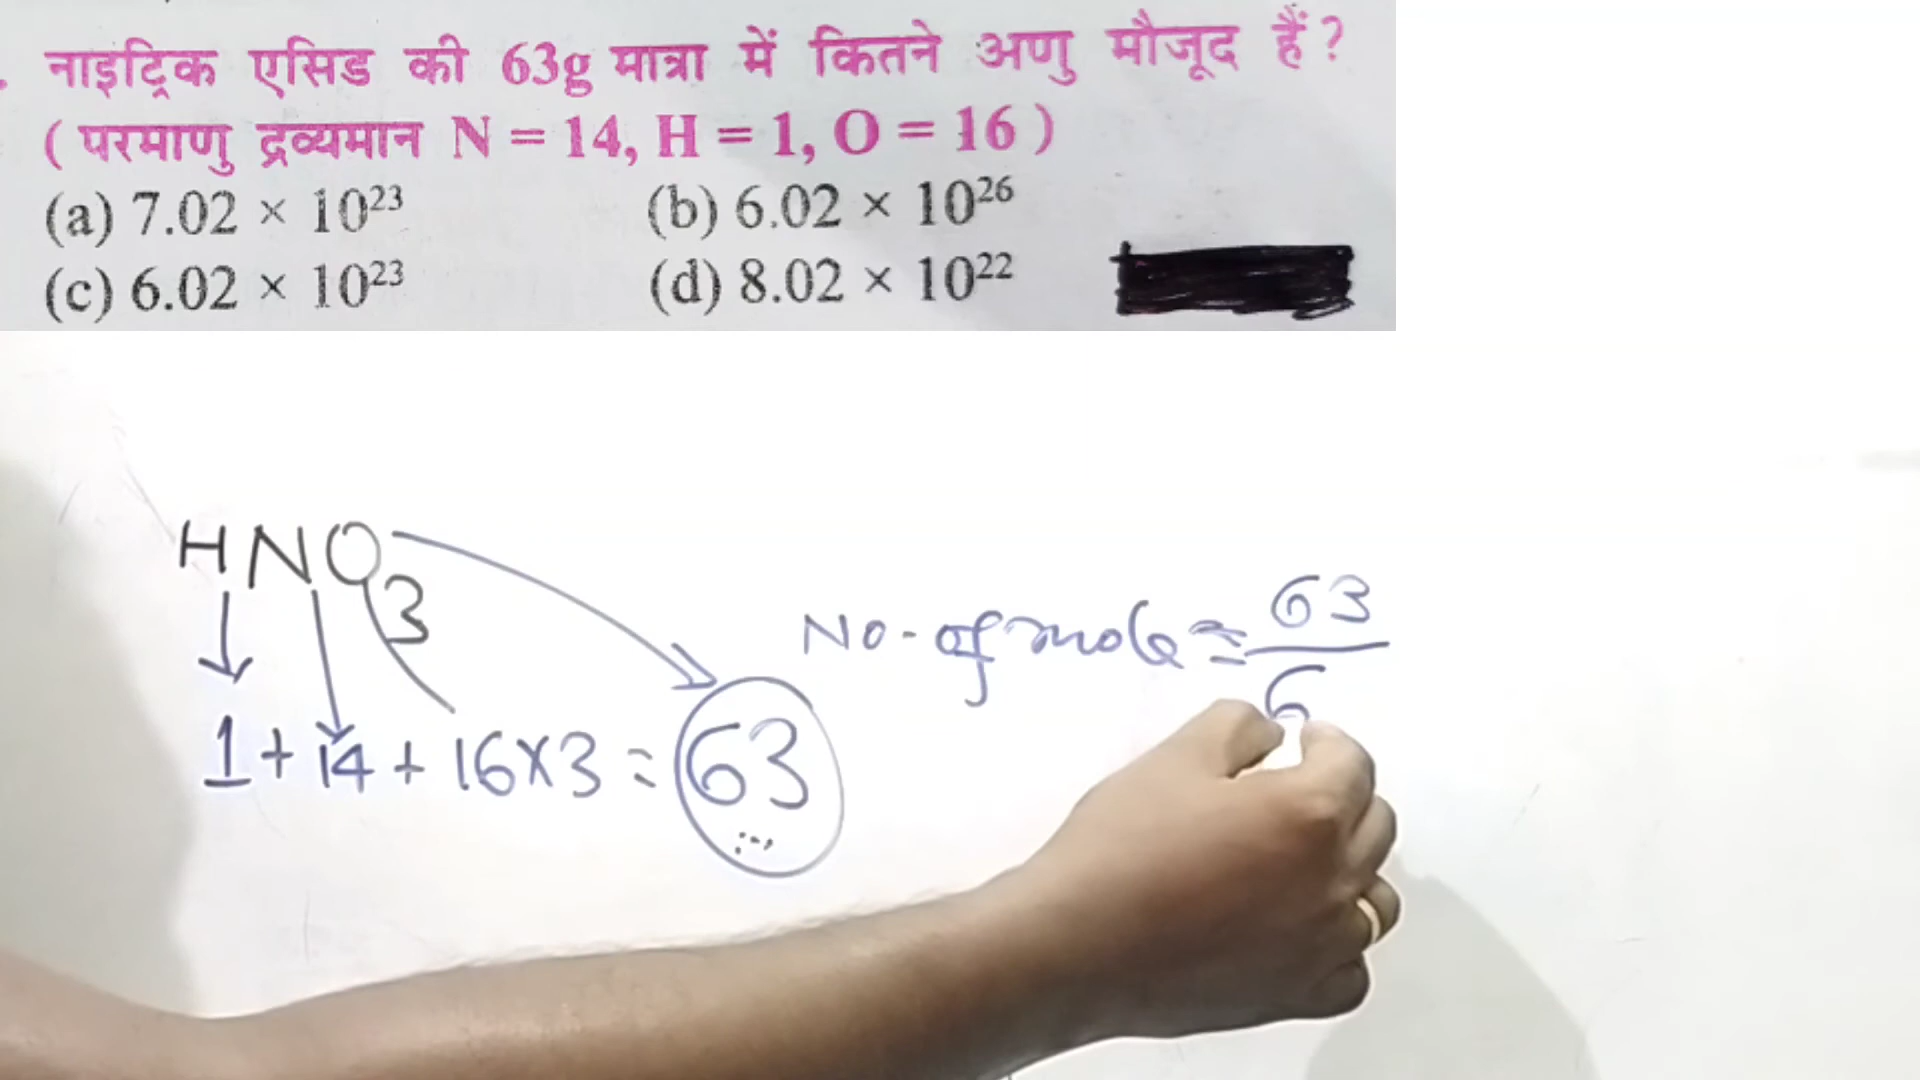 नाइट्रिक एसिड की 63g मात्रा में कितने अणु मौजूद हैं?
( परमाणु द्रव्यमान N = 14, H = 1, O = 16 )
(a) 7.02 × 10²³ (b) 6.02 × 10²⁶
(c) 6.02 × 10²³ (d) 8.02 × 10²²
HNO₃
1 + 14 + 16×3 = 63
No. of mole = 63
6